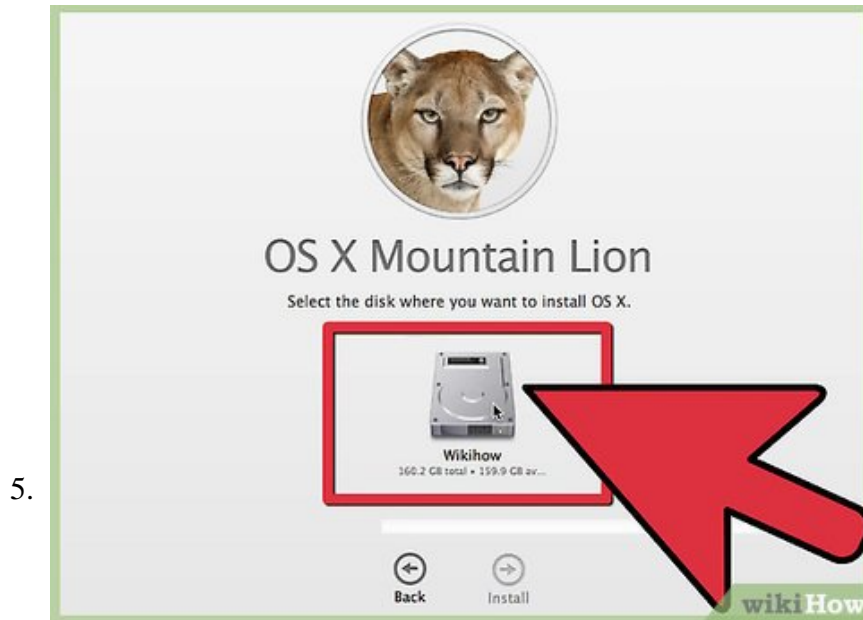 OS X Mountain Lion
Select the disk where you want to install OS X.
Wikihow
160.2 GB total • 159.9 GB av...
5.
Back
Install
wikiHow